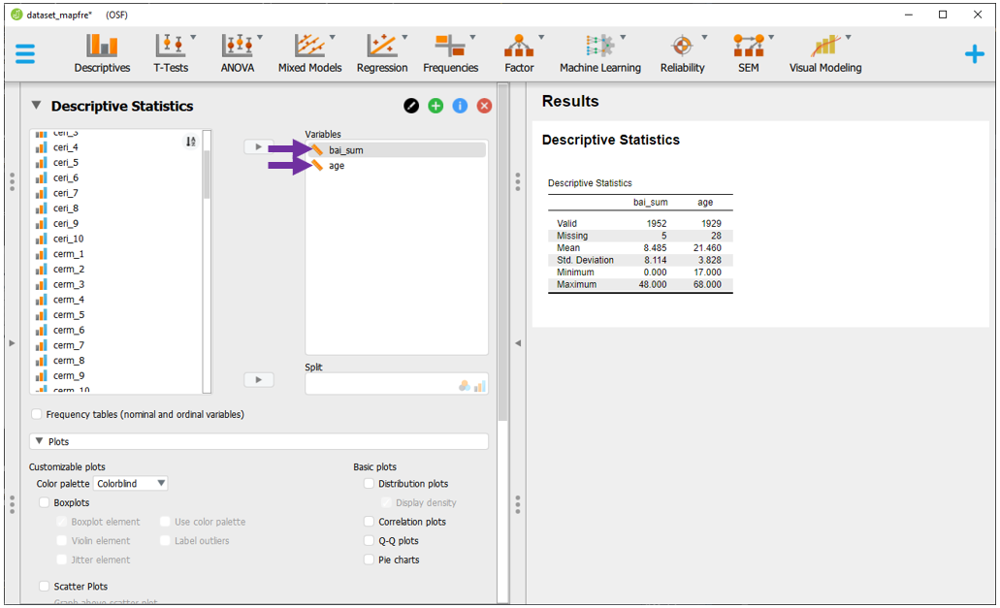 dataset_mapfre* (OSF)
Descriptives T-Tests ANOVA Mixed Models Regression Frequencies Factor Machine Learning Reliability SEM Visual Modeling
Descriptive Statistics
ceri_3
ceri_4
ceri_5
ceri_6
ceri_7
ceri_8
ceri_9
ceri_10
cerm_1
cerm_2
cerm_3
cerm_4
cerm_5
cerm_6
cerm_7
cerm_8
cerm_9
cerm_10
Variables
bai_sum
age
Split
Frequency tables (nominal and ordinal variables)
Plots
Customizable plots
Color palette Colorblind
Boxplots
Boxplot element Use color palette
Violin element Label outliers
Jitter element
Scatter Plots
Graph above scatter plot
Basic plots
Distribution plots
Display density
Correlation plots
Q-Q plots
Pie charts
Results
Descriptive Statistics
Descriptive Statistics
bai_sum age
Valid 1952 1929
Missing 5 28
Mean 8.485 21.460
Std. Deviation 8.114 3.828
Minimum 0.000 17.000
Maximum 48.000 68.000